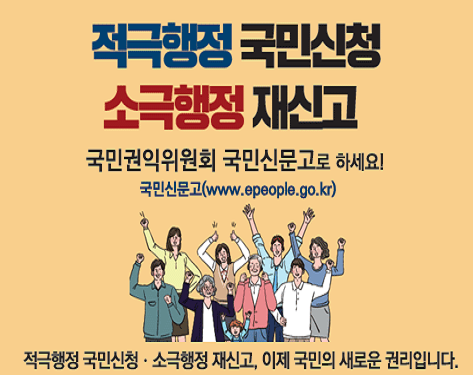 적극행정 국민신청
소극행정 재신고
국민권익위원회 국민신문고로 하세요!
국민신문고(www.epeople.go.kr)
적극행정 국민신청 · 소극행정 재신고, 이제 국민의 새로운 권리입니다.